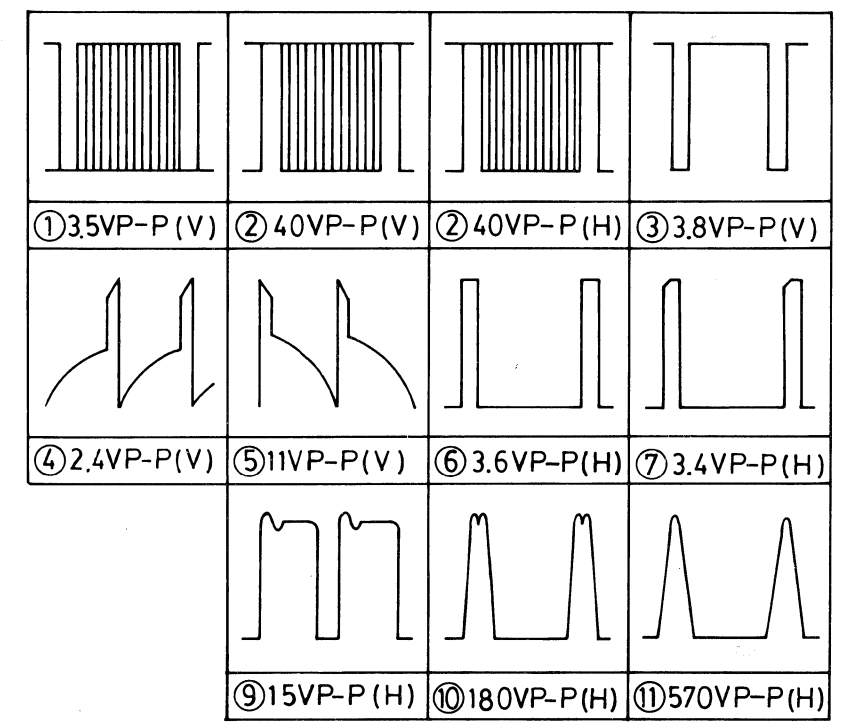 ①3.5VP-P(V) ②40VP-P(V) ②40VP-P(H) ③3.8VP-P(V)
④2.4VP-P(V) ⑤11VP-P(V) ⑥3.6VP-P(H) ⑦3.4VP-P(H)
⑨15VP-P(H) ⑩180VP-P(H) ⑪570VP-P(H)